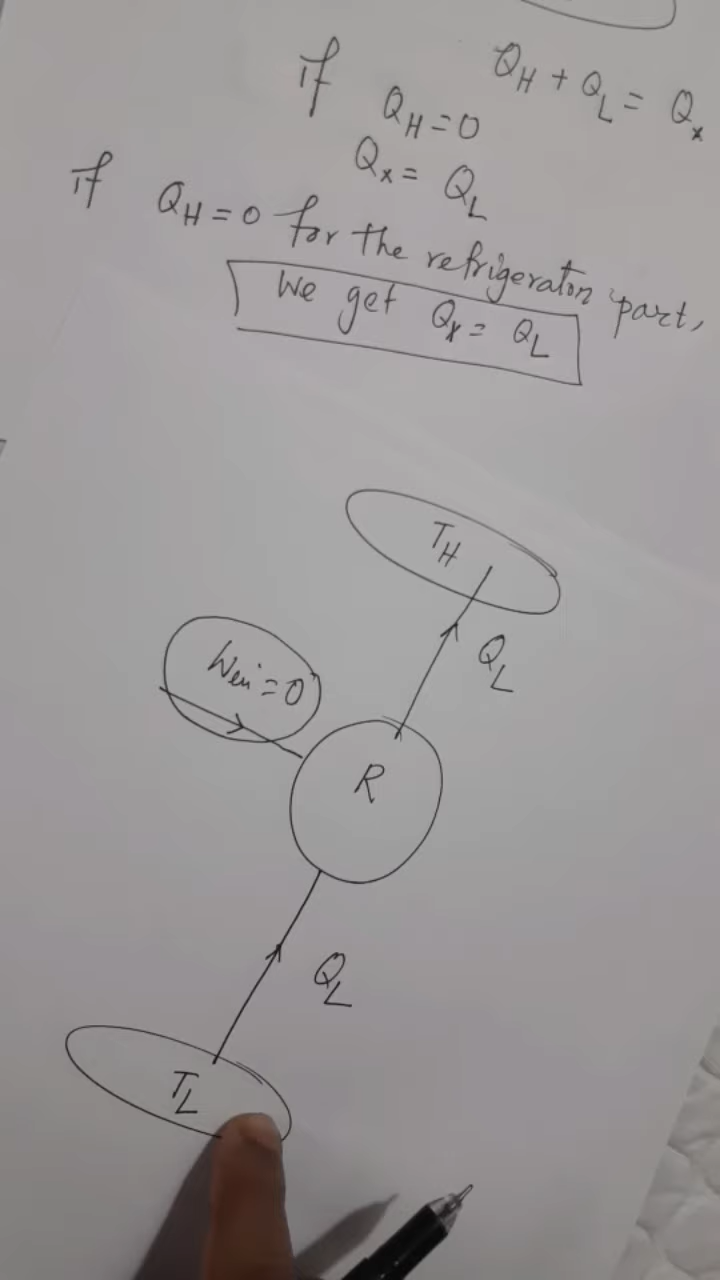 Q_H + Q_L = Q_x
if Q_H = 0
Q_x = Q_L
if Q_H = 0 for the refrigeration part,
We get Q_x = Q_L
T_H
Q_L
W_in = 0
R
Q_L
T_L